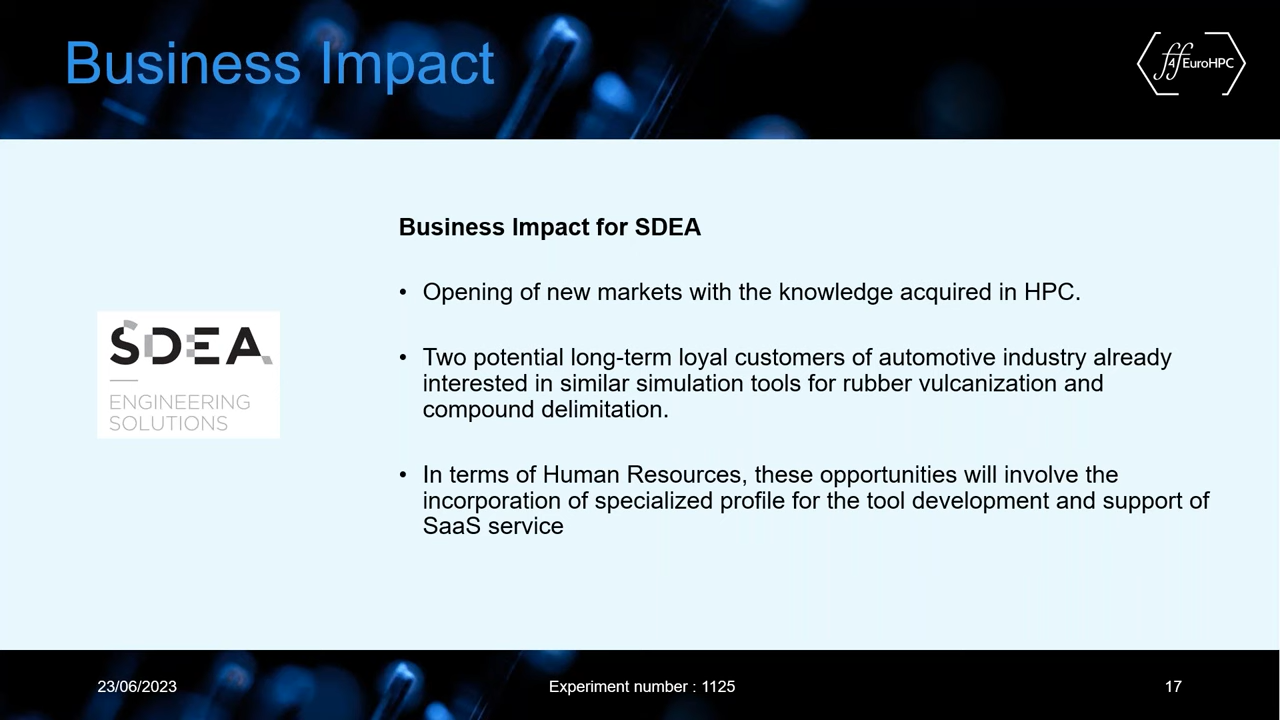 Business Impact
ff4EuroHPC
Business Impact for SDEA
• Opening of new markets with the knowledge acquired in HPC.
• Two potential long-term loyal customers of automotive industry already
interested in similar simulation tools for rubber vulcanization and
compound delimitation.
• In terms of Human Resources, these opportunities will involve the
incorporation of specialized profile for the tool development and support of
SaaS service
SDEA
ENGINEERING
SOLUTIONS
23/06/2023
Experiment number : 1125
17